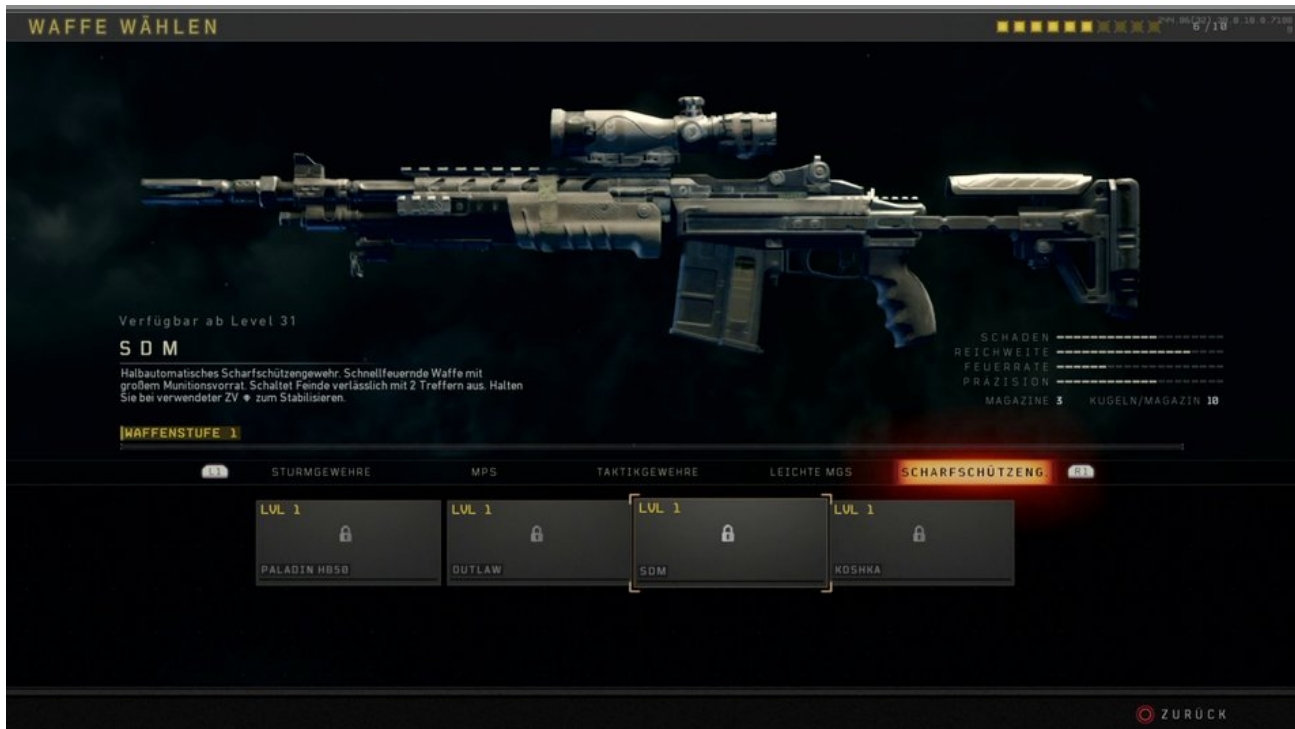 WAFFE WÄHLEN
6/10
Verfügbar ab Level 31
SDM
Halbautomatisches Scharfschützengewehr. Schnellfeuernde Waffe mit
großem Munitionsvorrat. Schaltet Feinde verlässlich mit 2 Treffern aus. Halten
Sie bei verwendeter ZV zum Stabilisieren.
SCHADEN
REICHWEITE
FEUERRATE
PRÄZISION
MAGAZINE 3 KUGELN/MAGAZIN 10
WAFFENSTUFE 1
L1 STURMGEWEHRE MPS TAKTIKGEWEHRE LEICHTE MGS SCHARFSCHÜTZENG. R1
LVL 1 LVL 1 LVL 1 LVL 1
PALADIN HB50 OUTLAW SDM KOSHKA
ZURÜCK